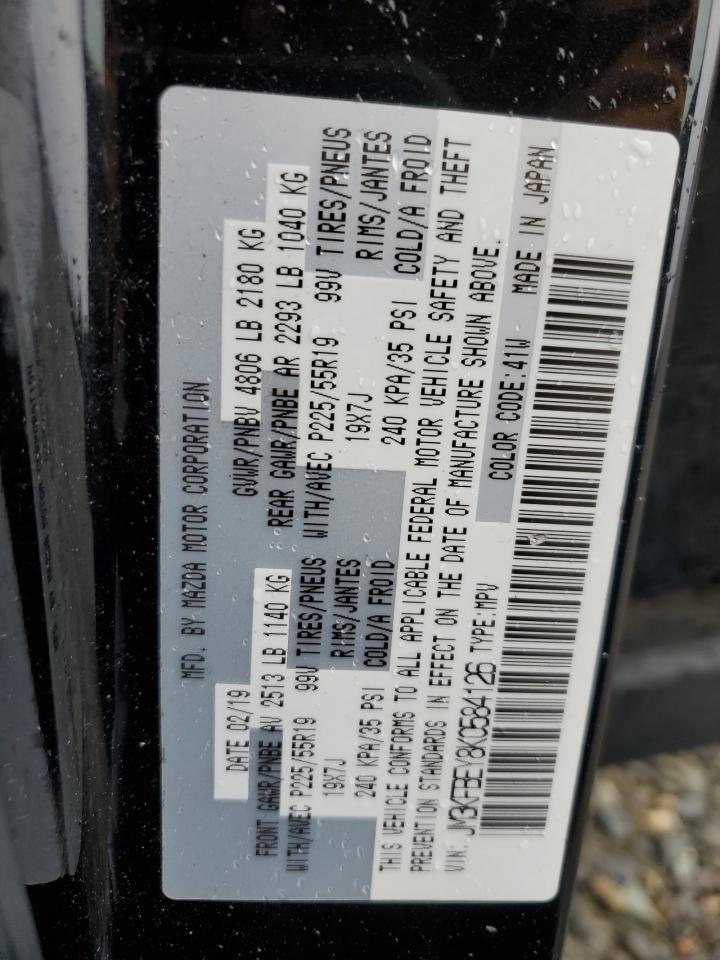 MFD. BY MAZDA MOTOR CORPORATION
DATE 02/19
GVWR/PNBV 4806 LB 2180 KG
FRONT GAWR/PNBE AV 2513 LB 1140 KG
REAR GAWR/PNBE AR 2293 LB 1040 KG
WITH/AVEC P225/55R19 99V TIRES/PNEUS
WITH/AVEC P225/55R19 99V TIRES/PNEUS
19X7J RIMS/JANTES
19X7J RIMS/JANTES
240 KPA/35 PSI COLD/A FROID
240 KPA/35 PSI COLD/A FROID
THIS VEHICLE CONFORMS TO ALL APPLICABLE FEDERAL MOTOR VEHICLE SAFETY AND THEFT
PREVENTION STANDARDS IN EFFECT ON THE DATE OF MANUFACTURE SHOWN ABOVE.
VIN: JM3KFBEY8KC584126 TYPE:MPV
COLOR CODE:41W MADE IN JAPAN